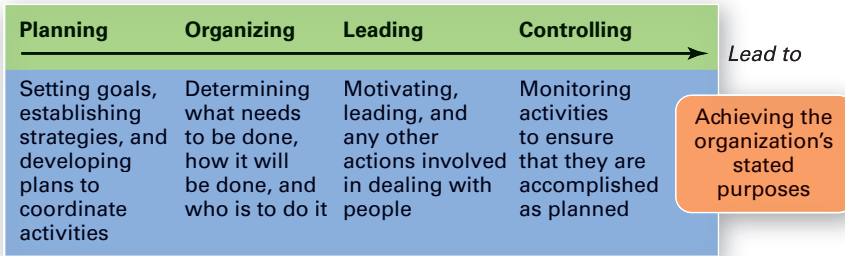 Planning
Organizing
Leading
Controlling
Lead to
Setting goals,
establishing
strategies, and
developing
plans to
coordinate
activities
Determining
what needs
to be done,
how it will
be done, and
who is to do it
Motivating,
leading, and
any other
actions involved
in dealing with
people
Monitoring
activities
to ensure
that they are
accomplished
as planned
Achieving the
organization’s
stated
purposes